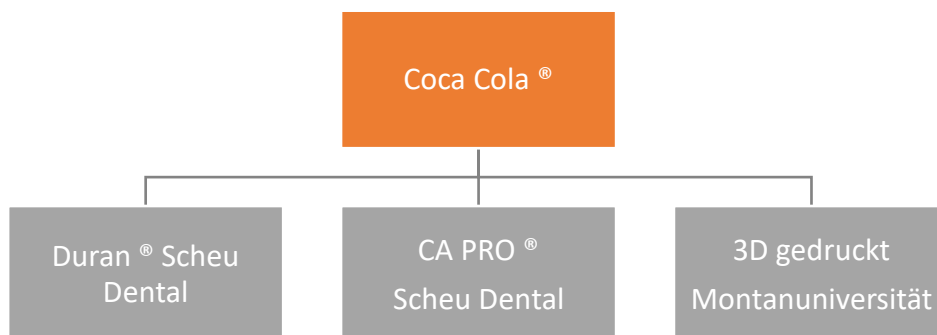 Coca Cola ®
Duran ® Scheu
Dental
CA PRO ®
Scheu Dental
3D gedruckt
Montanuniversität